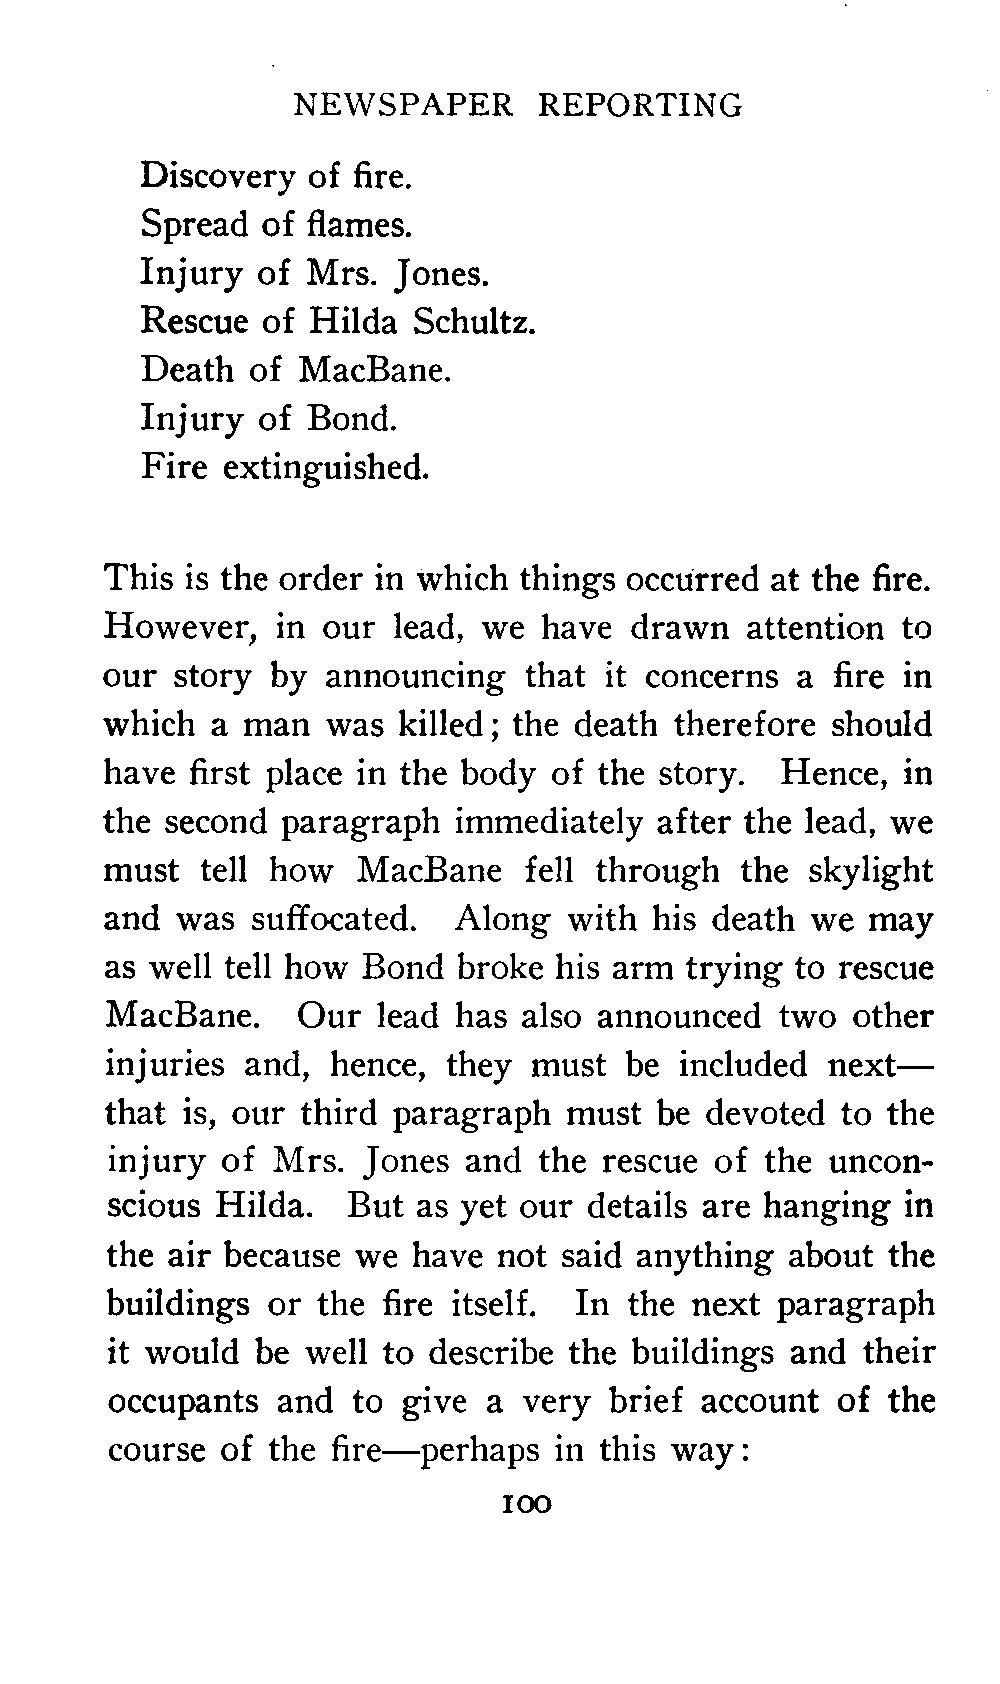 NEWSPAPER REPORTING
Discovery of fire.
Spread of flames.
Injury of Mrs. Jones.
Rescue of Hilda Schultz.
Death of MacBane.
Injury of Bond.
Fire extinguished.
This is the order in which things occurred at the fire.
However, in our lead, we have drawn attention to
our story by announcing that it concerns a fire in
which a man was killed; the death therefore should
have first place in the body of the story. Hence, in
the second paragraph immediately after the lead, we
must tell how MacBane fell through the skylight
and was suffocated. Along with his death we may
as well tell how Bond broke his arm trying to rescue
MacBane. Our lead has also announced two other
injuries and, hence, they must be included next—
that is, our third paragraph must be devoted to the
injury of Mrs. Jones and the rescue of the uncon-
scious Hilda. But as yet our details are hanging in
the air because we have not said anything about the
buildings or the fire itself. In the next paragraph
it would be well to describe the buildings and their
occupants and to give a very brief account of the
course of the fire—perhaps in this way:
100